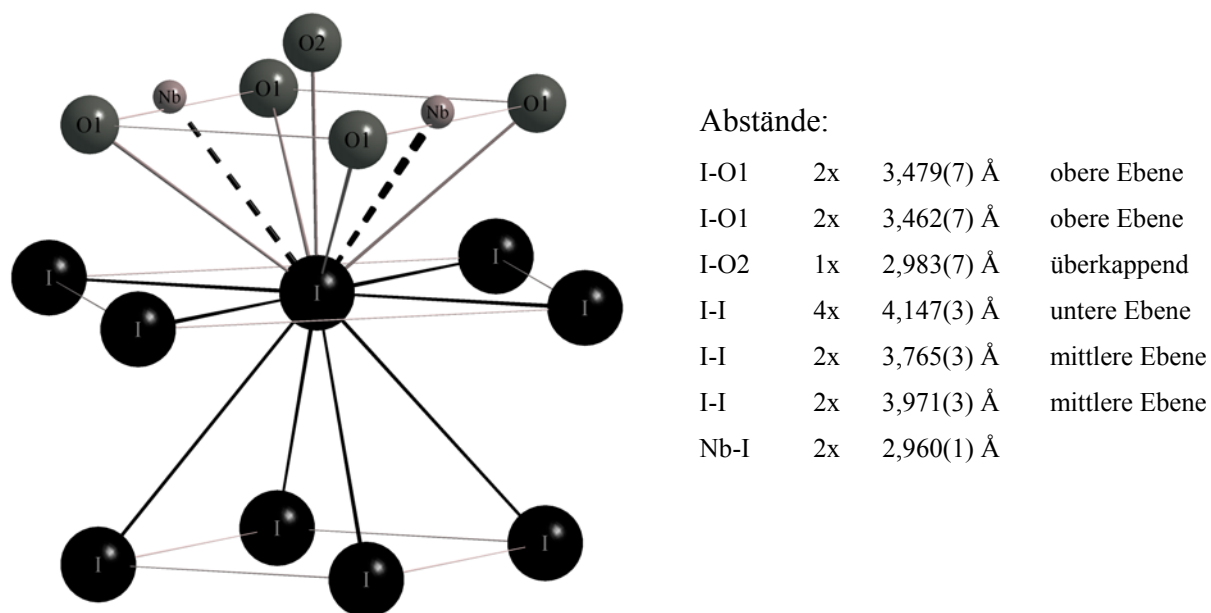 O2
Nb
O1
O1
Nb
O1
O1
I
I
I
I
I
I
I
I
I
Abstände:
I-O1 2x 3,479(7) Å obere Ebene
I-O1 2x 3,462(7) Å obere Ebene
I-O2 1x 2,983(7) Å überkappend
I-I 4x 4,147(3) Å untere Ebene
I-I 2x 3,765(3) Å mittlere Ebene
I-I 2x 3,971(3) Å mittlere Ebene
Nb-I 2x 2,960(1) Å